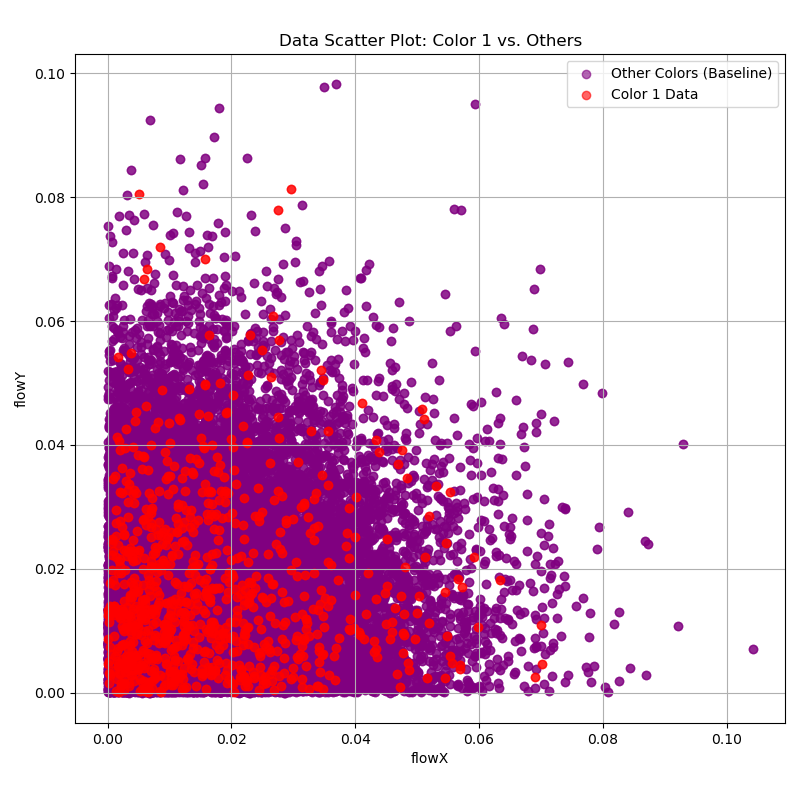 Data Scatter Plot: Color 1 vs. Others
Other Colors (Baseline)
Color 1 Data
flowY
0.10
0.08
0.06
0.04
0.02
0.00
0.00 0.02 0.04 0.06 0.08 0.10
flowX